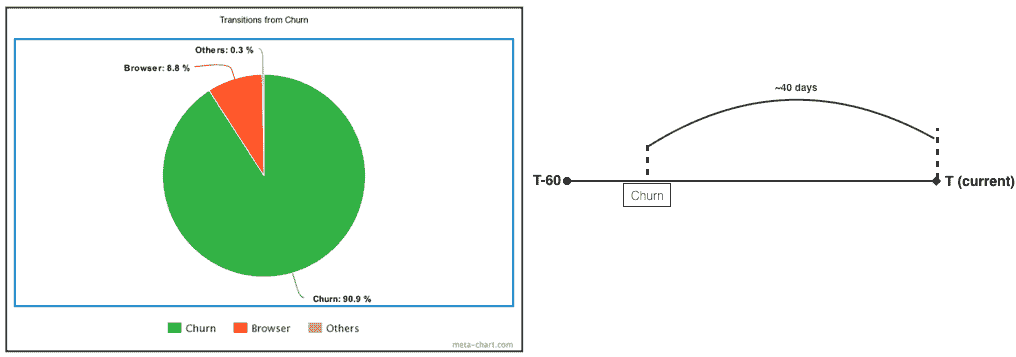 Transitions from Churn
Others: 0.3 %
Browser: 8.8 %
Churn: 90.9 %
Churn Browser Others
meta-chart.com
~40 days
T-60
T (current)
Churn